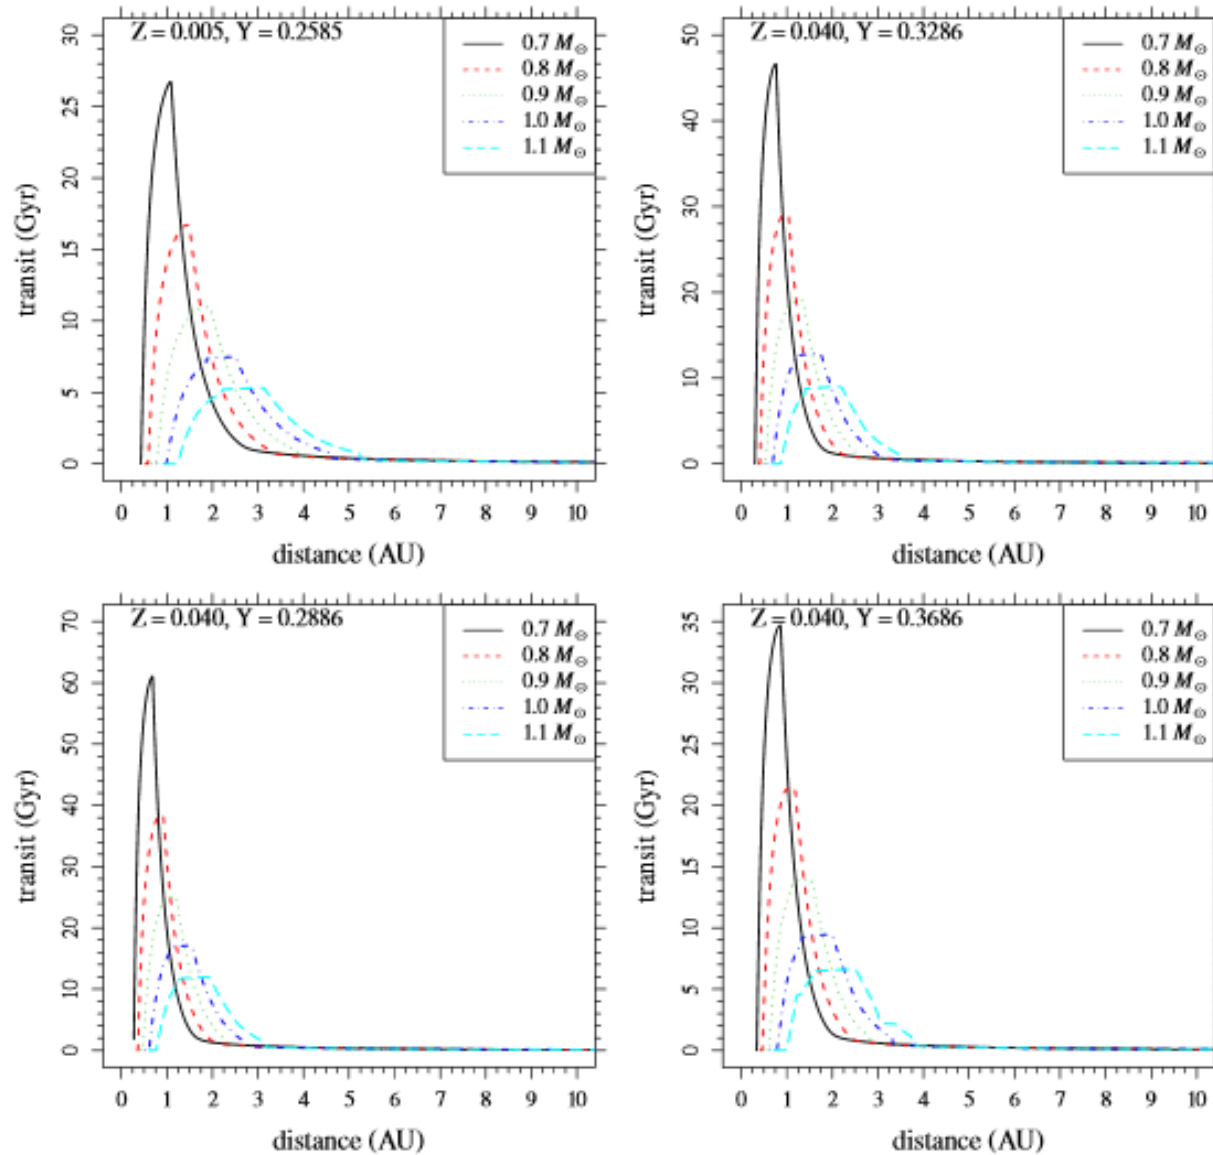 Z = 0.005, Y = 0.2585
0.7 M⊙
0.8 M⊙
0.9 M⊙
1.0 M⊙
1.1 M⊙
transit (Gyr)
30
25
20
15
10
5
0
0 1 2 3 4 5 6 7 8 9 10
distance (AU)
Z = 0.040, Y = 0.3286
0.7 M⊙
0.8 M⊙
0.9 M⊙
1.0 M⊙
1.1 M⊙
transit (Gyr)
50
40
30
20
10
0
0 1 2 3 4 5 6 7 8 9 10
distance (AU)
Z = 0.040, Y = 0.2886
0.7 M⊙
0.8 M⊙
0.9 M⊙
1.0 M⊙
1.1 M⊙
transit (Gyr)
70
60
50
40
30
20
10
0
0 1 2 3 4 5 6 7 8 9 10
distance (AU)
Z = 0.040, Y = 0.3686
0.7 M⊙
0.8 M⊙
0.9 M⊙
1.0 M⊙
1.1 M⊙
transit (Gyr)
35
30
25
20
15
10
5
0
0 1 2 3 4 5 6 7 8 9 10
distance (AU)